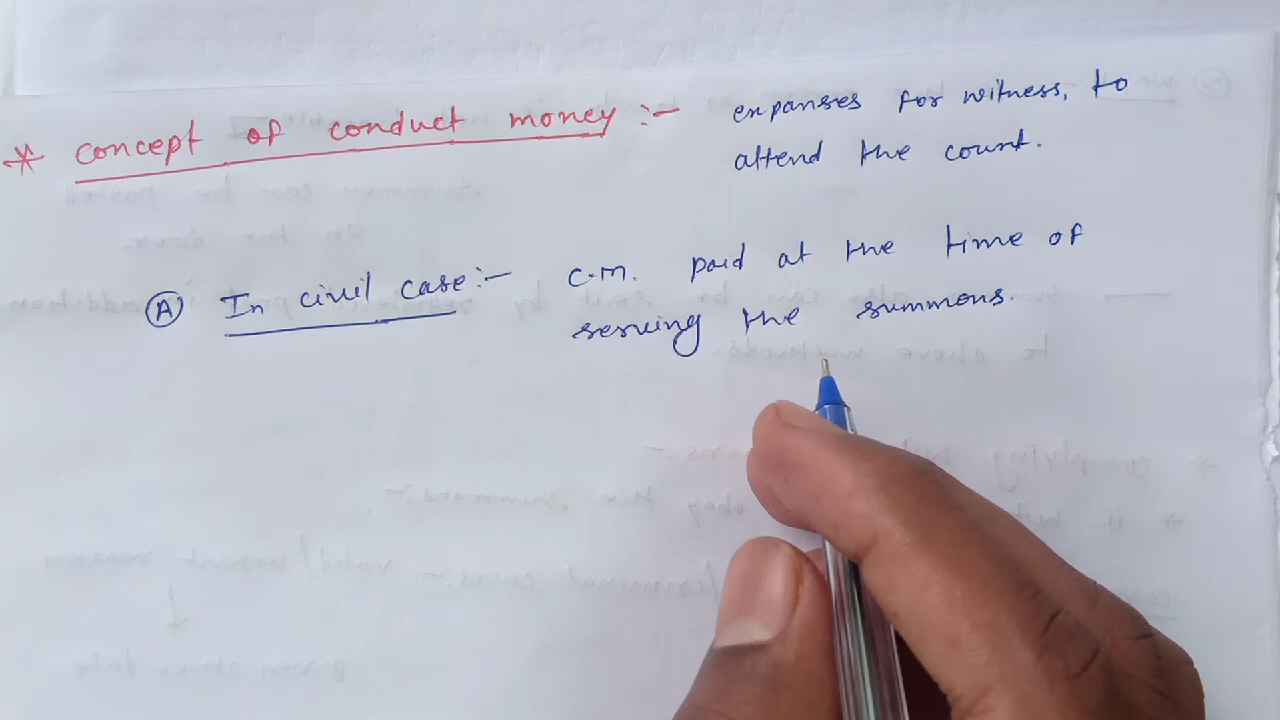 * concept of conduct money :- expanses for witness, to
attend the court.
(A) In civil case :- C.M. paid at the time of
serving the summons.